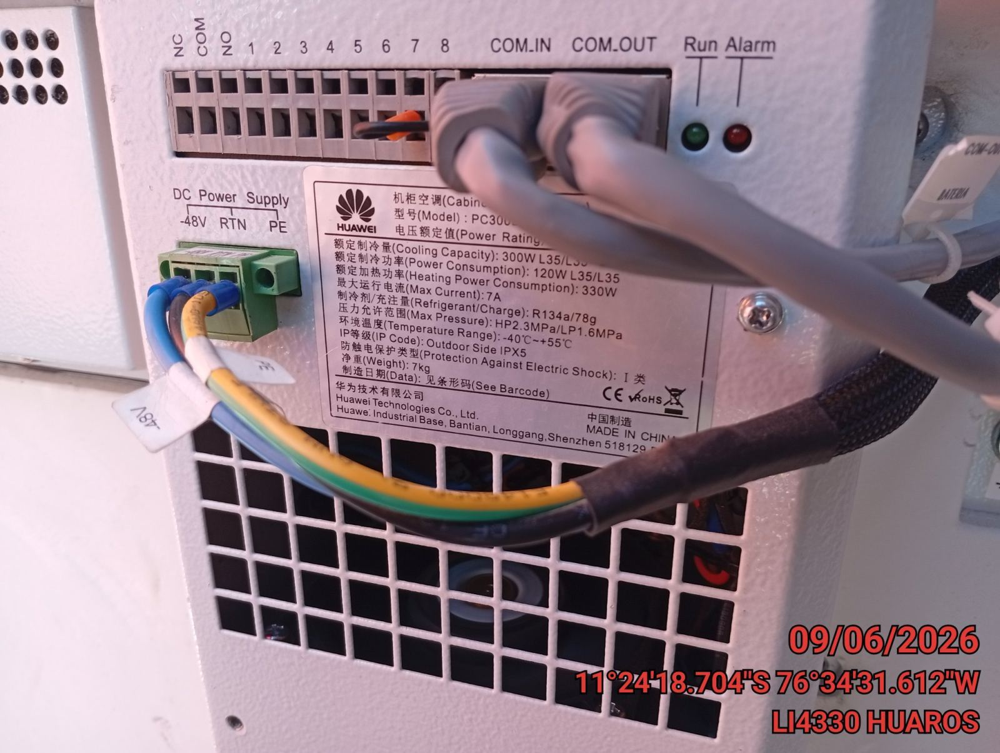 NC COM NO 1 2 3 4 5 6 7 8 COM_IN COM_OUT Run Alarm
COM-OU
BATERIA
DC Power Supply
-48V RTN PE
HUAWEI
机柜空调(Cabine
型号(Model) : PC300
电压额定值(Power Rating
额定制冷量(Cooling Capacity): 300W L35/L35
额定制冷功率(Power Consumption): 120W L35/L35
额定加热功率(Heating Power Consumption): 330W
最大运行电流(Max Current): 7A
制冷剂/充注量(Refrigerant/Charge): R134a/78g
压力允许范围(Max Pressure): HP2.3MPa/LP1.6MPa
环境温度(Temperature Range): -40℃~+55℃
IP等级(IP Code): Outdoor Side IPX5
防触电保护类型(Protection Against Electric Shock): I 类
净重(Weight): 7kg
制造日期(Data): 见条形码(See Barcode)
CE RoHS
华为技术有限公司
Huawei Technologies Co., Ltd.
Huawei Industrial Base, Bantian, Longgang,Shenzhen 518129
中国制造
MADE IN CHINA
PE
-48V
09/06/2026
11°24'18.704"S 76°34'31.612"W
LI4330 HUAROS